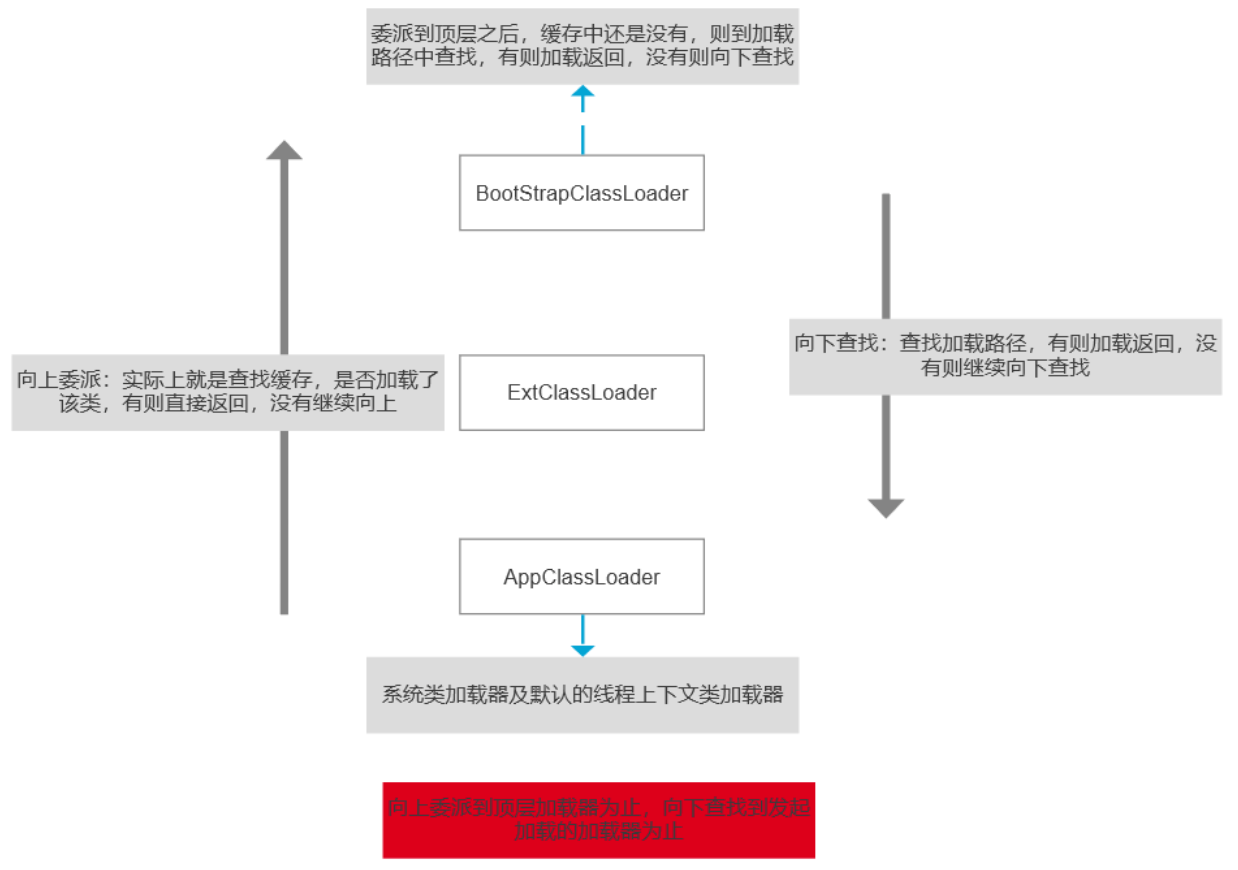 委派到顶层之后，缓存中还是没有，则到加载
路径中查找，有则加载返回，没有则向下查找
BootStrapClassLoader
向下查找：查找加载路径，有则加载返回，没
有则继续向下查找
向上委派：实际上就是查找缓存，是否加载了
该类，有则直接返回，没有继续向上
ExtClassLoader
AppClassLoader
系统类加载器及默认的线程上下文类加载器
向上委派到顶层加载器为止，向下查找到发起
加载的加载器为止